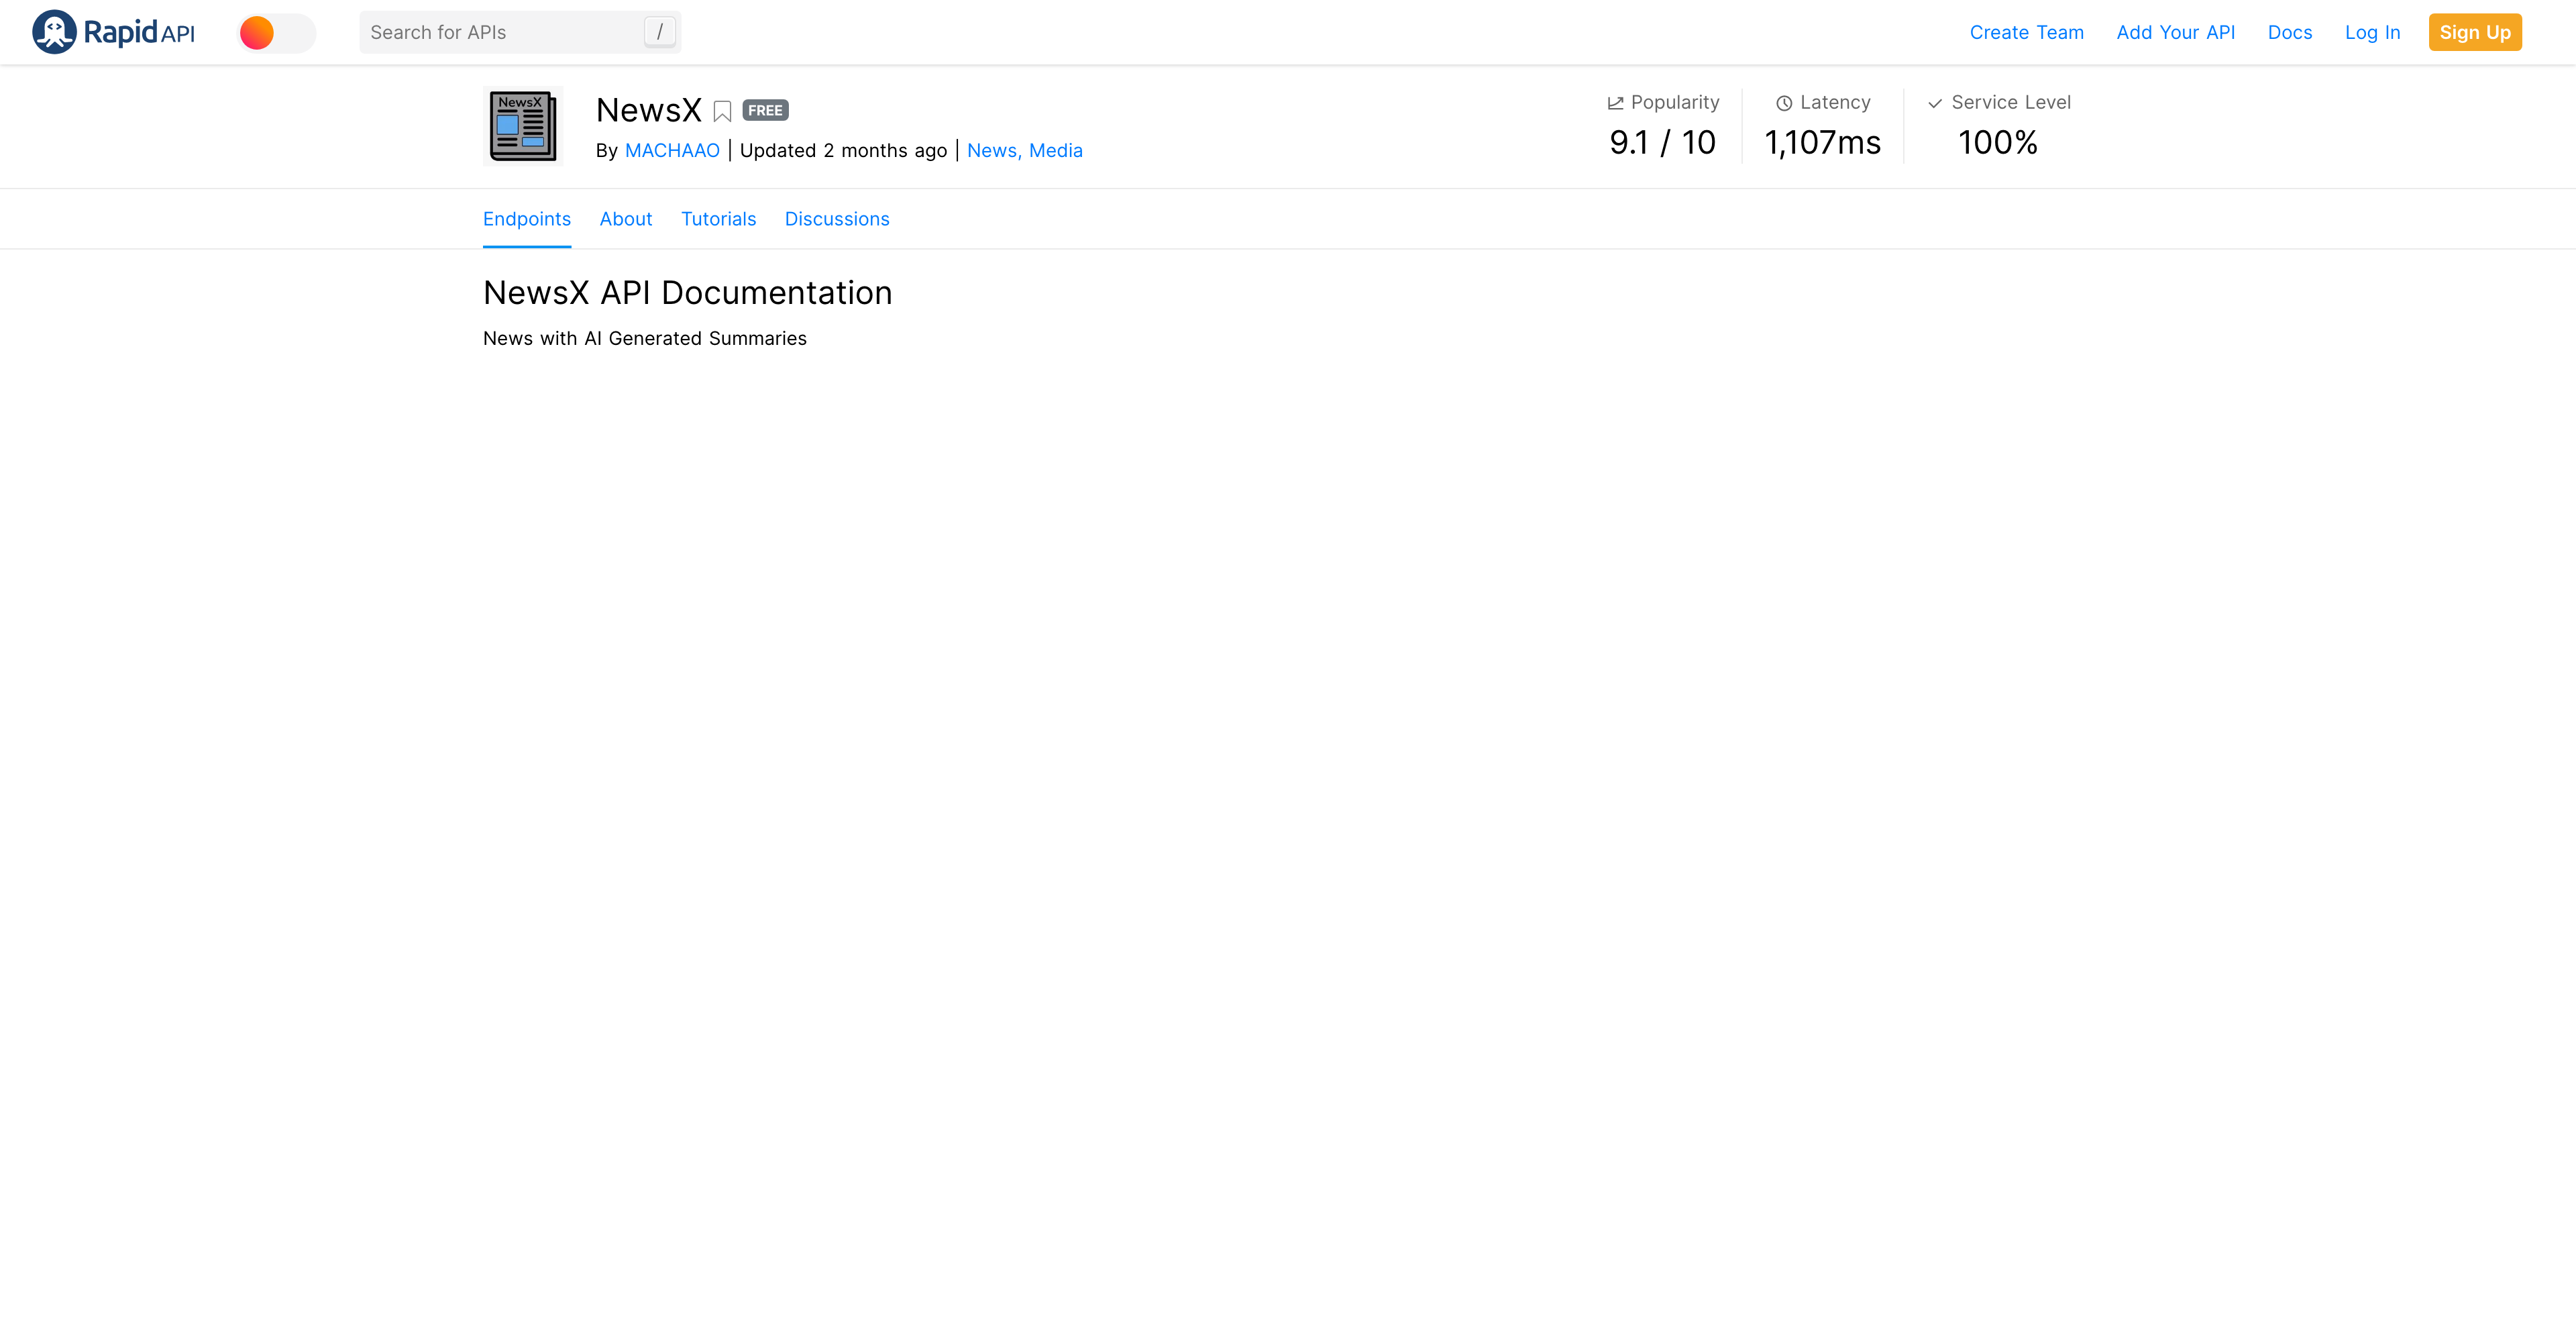 RapidAPI Search for APIs / Create Team Add Your API Docs Log In Sign Up
NewsX
NewsX FREE
By MACHAAO | Updated 2 months ago | News, Media
Popularity Latency Service Level
9.1 / 10 1,107ms 100%
Endpoints About Tutorials Discussions
NewsX API Documentation
News with AI Generated Summaries